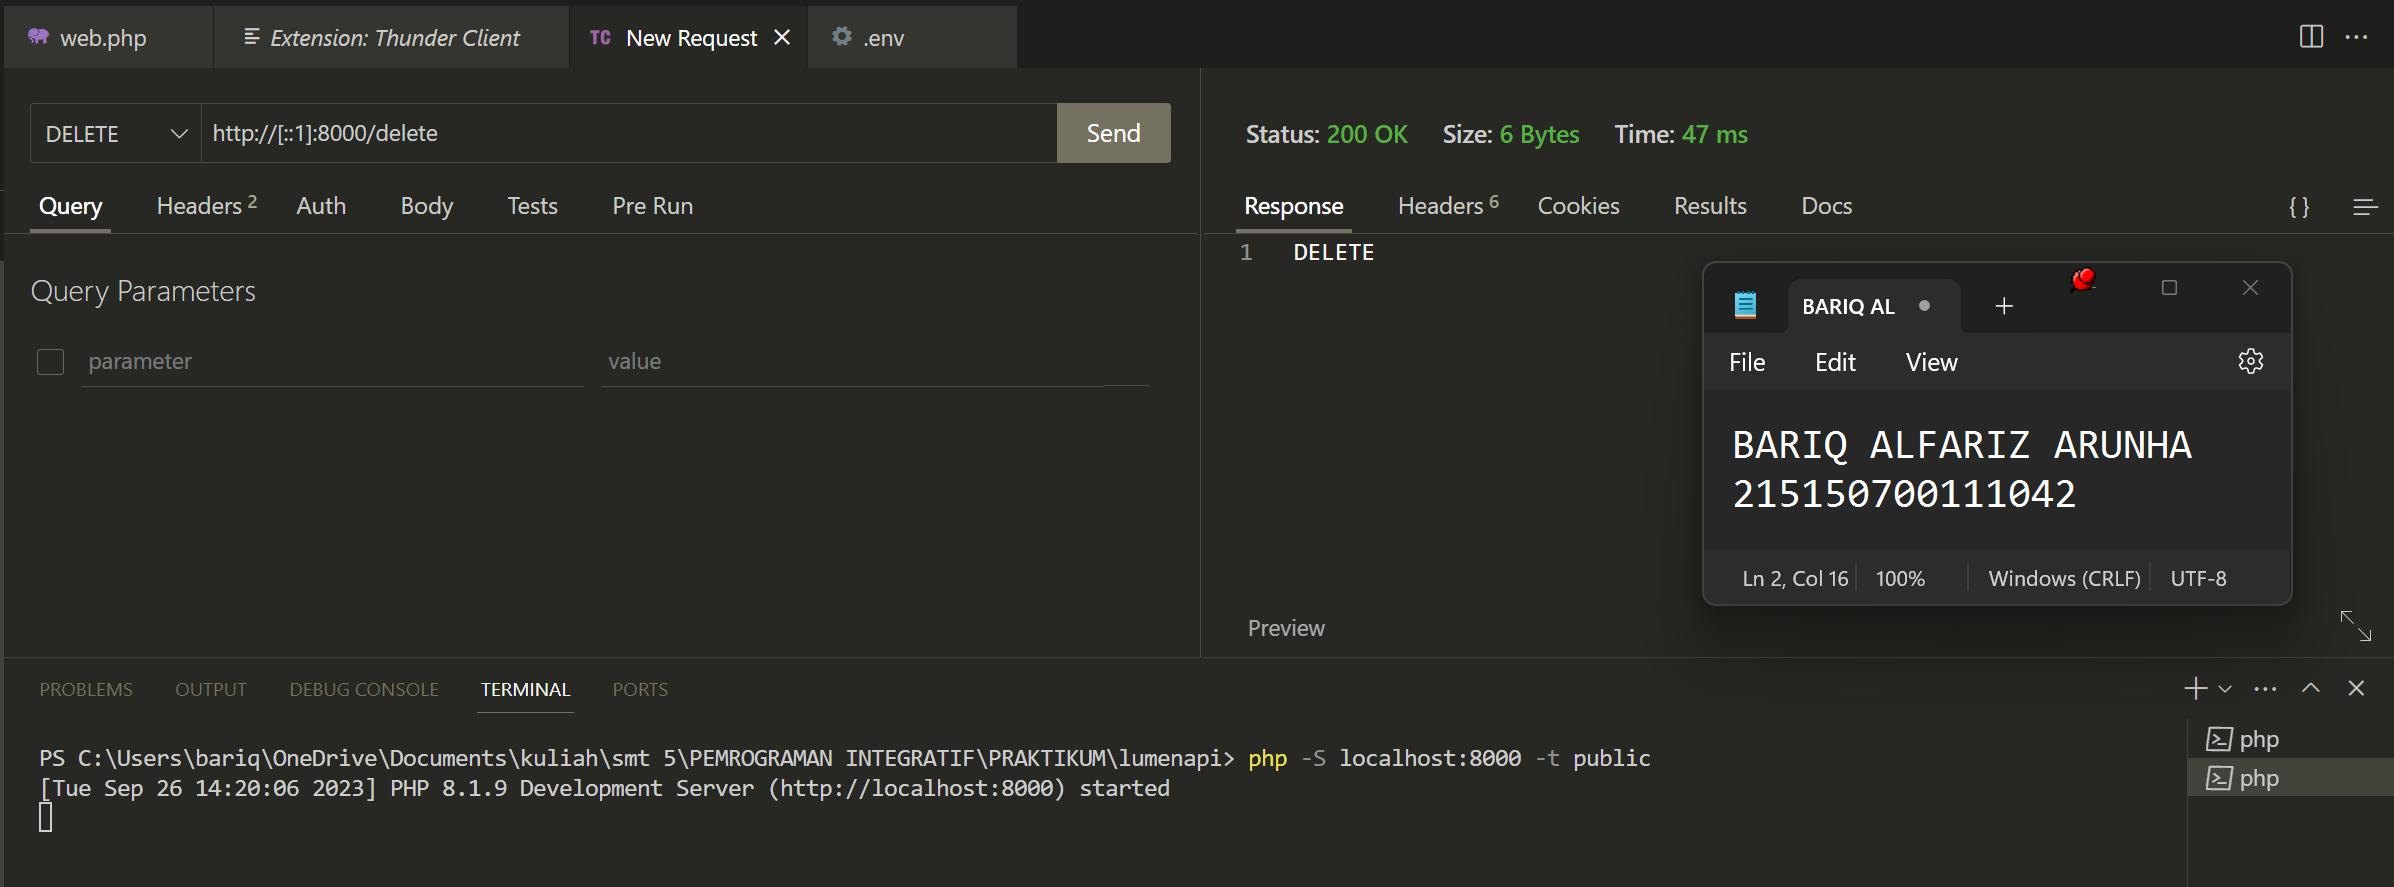 web.php
Extension: Thunder Client
TC New Request
.env
DELETE
http://[::1]:8000/delete
Send
Query
Headers 2
Auth
Body
Tests
Pre Run
Query Parameters
parameter
value
Status: 200 OK
Size: 6 Bytes
Time: 47 ms
Response
Headers 6
Cookies
Results
Docs
{ }
1 DELETE
Preview
BARIQ AL
File
Edit
View
BARIQ ALFARIZ ARUNHA
215150700111042
Ln 2, Col 16
100%
Windows (CRLF)
UTF-8
PROBLEMS
OUTPUT
DEBUG CONSOLE
TERMINAL
PORTS
PS C:\Users\bariq\OneDrive\Documents\kuliah\smt 5\PEMROGRAMAN INTEGRATIF\PRAKTIKUM\lumenapi> php -S localhost:8000 -t public
[Tue Sep 26 14:20:06 2023] PHP 8.1.9 Development Server (http://localhost:8000) started
php
php